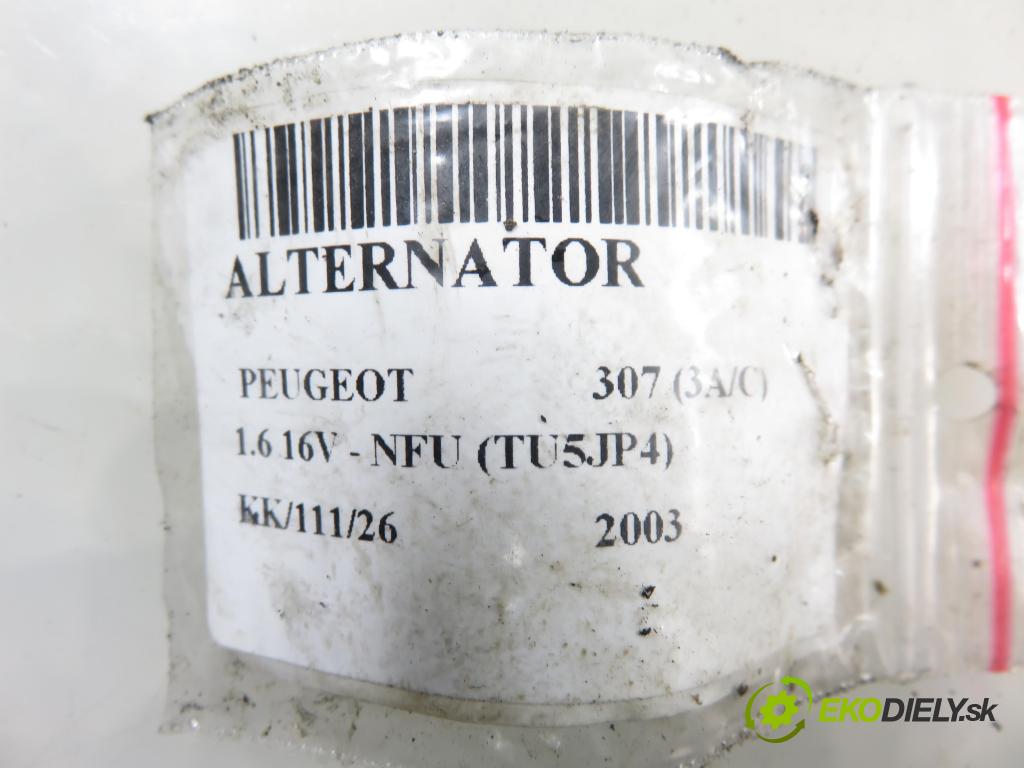 ALTERNATOR
PEUGEOT 307 (3A/C)
1.6 16V - NFU (TU5JP4)
KK/111/26 2003
EKODIELY.sk